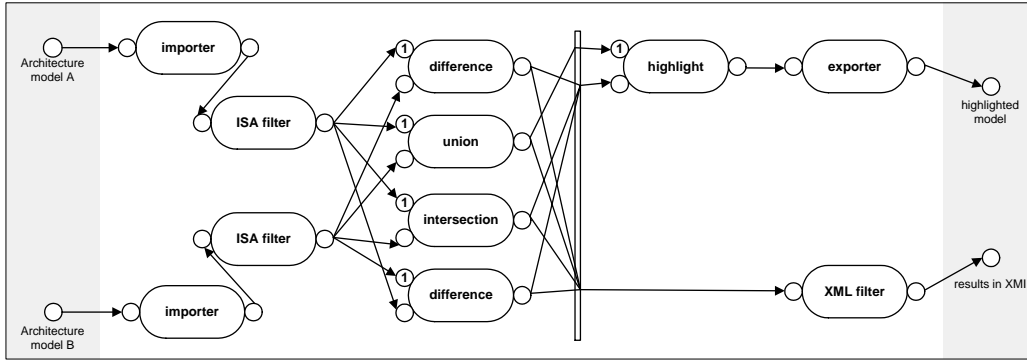 Architecture
model A
importer
ISA filter
1
difference
1
union
1
intersection
1
difference
ISA filter
importer
Architecture
model B
1
highlight
exporter
highlighted
model
XML filter
results in XMI